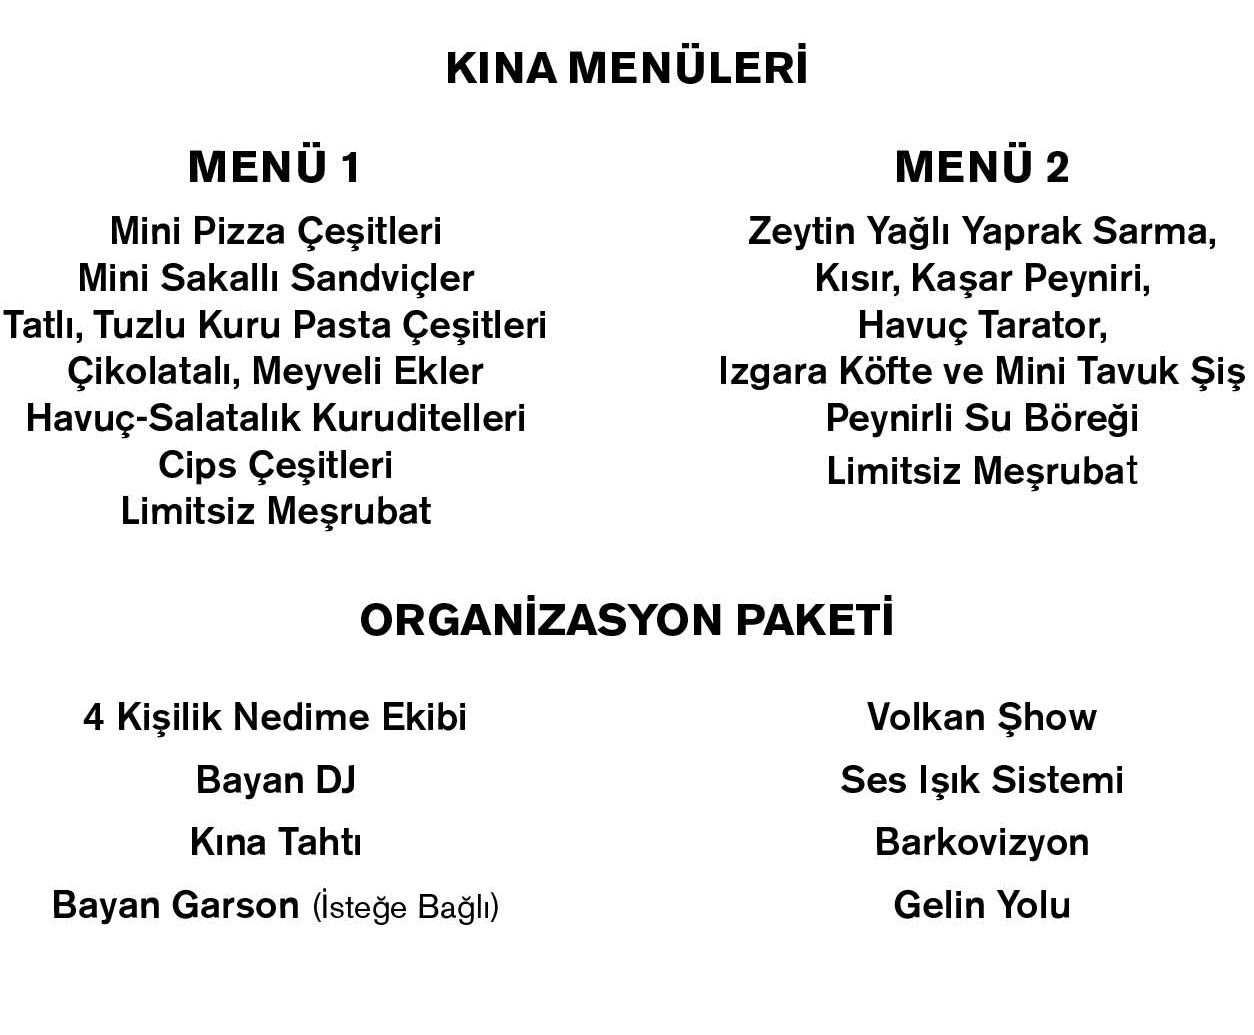 KINA MENÜLERİ
MENÜ 1
Mini Pizza Çeşitleri
Mini Sakallı Sandviçler
Tatlı, Tuzlu Kuru Pasta Çeşitleri
Çikolatalı, Meyveli Ekler
Havuç-Salatalık Kuruditelleri
Cips Çeşitleri
Limitsiz Meşrubat
MENÜ 2
Zeytin Yağlı Yaprak Sarma,
Kısır, Kaşar Peyniri,
Havuç Tarator,
Izgara Köfte ve Mini Tavuk Şiş
Peynirli Su Böreği
Limitsiz Meşrubat
ORGANİZASYON PAKETİ
4 Kişilik Nedime Ekibi
Bayan DJ
Kına Tahtı
Bayan Garson (İsteğe Bağlı)
Volkan Şhow
Ses Işık Sistemi
Barkovizyon
Gelin Yolu